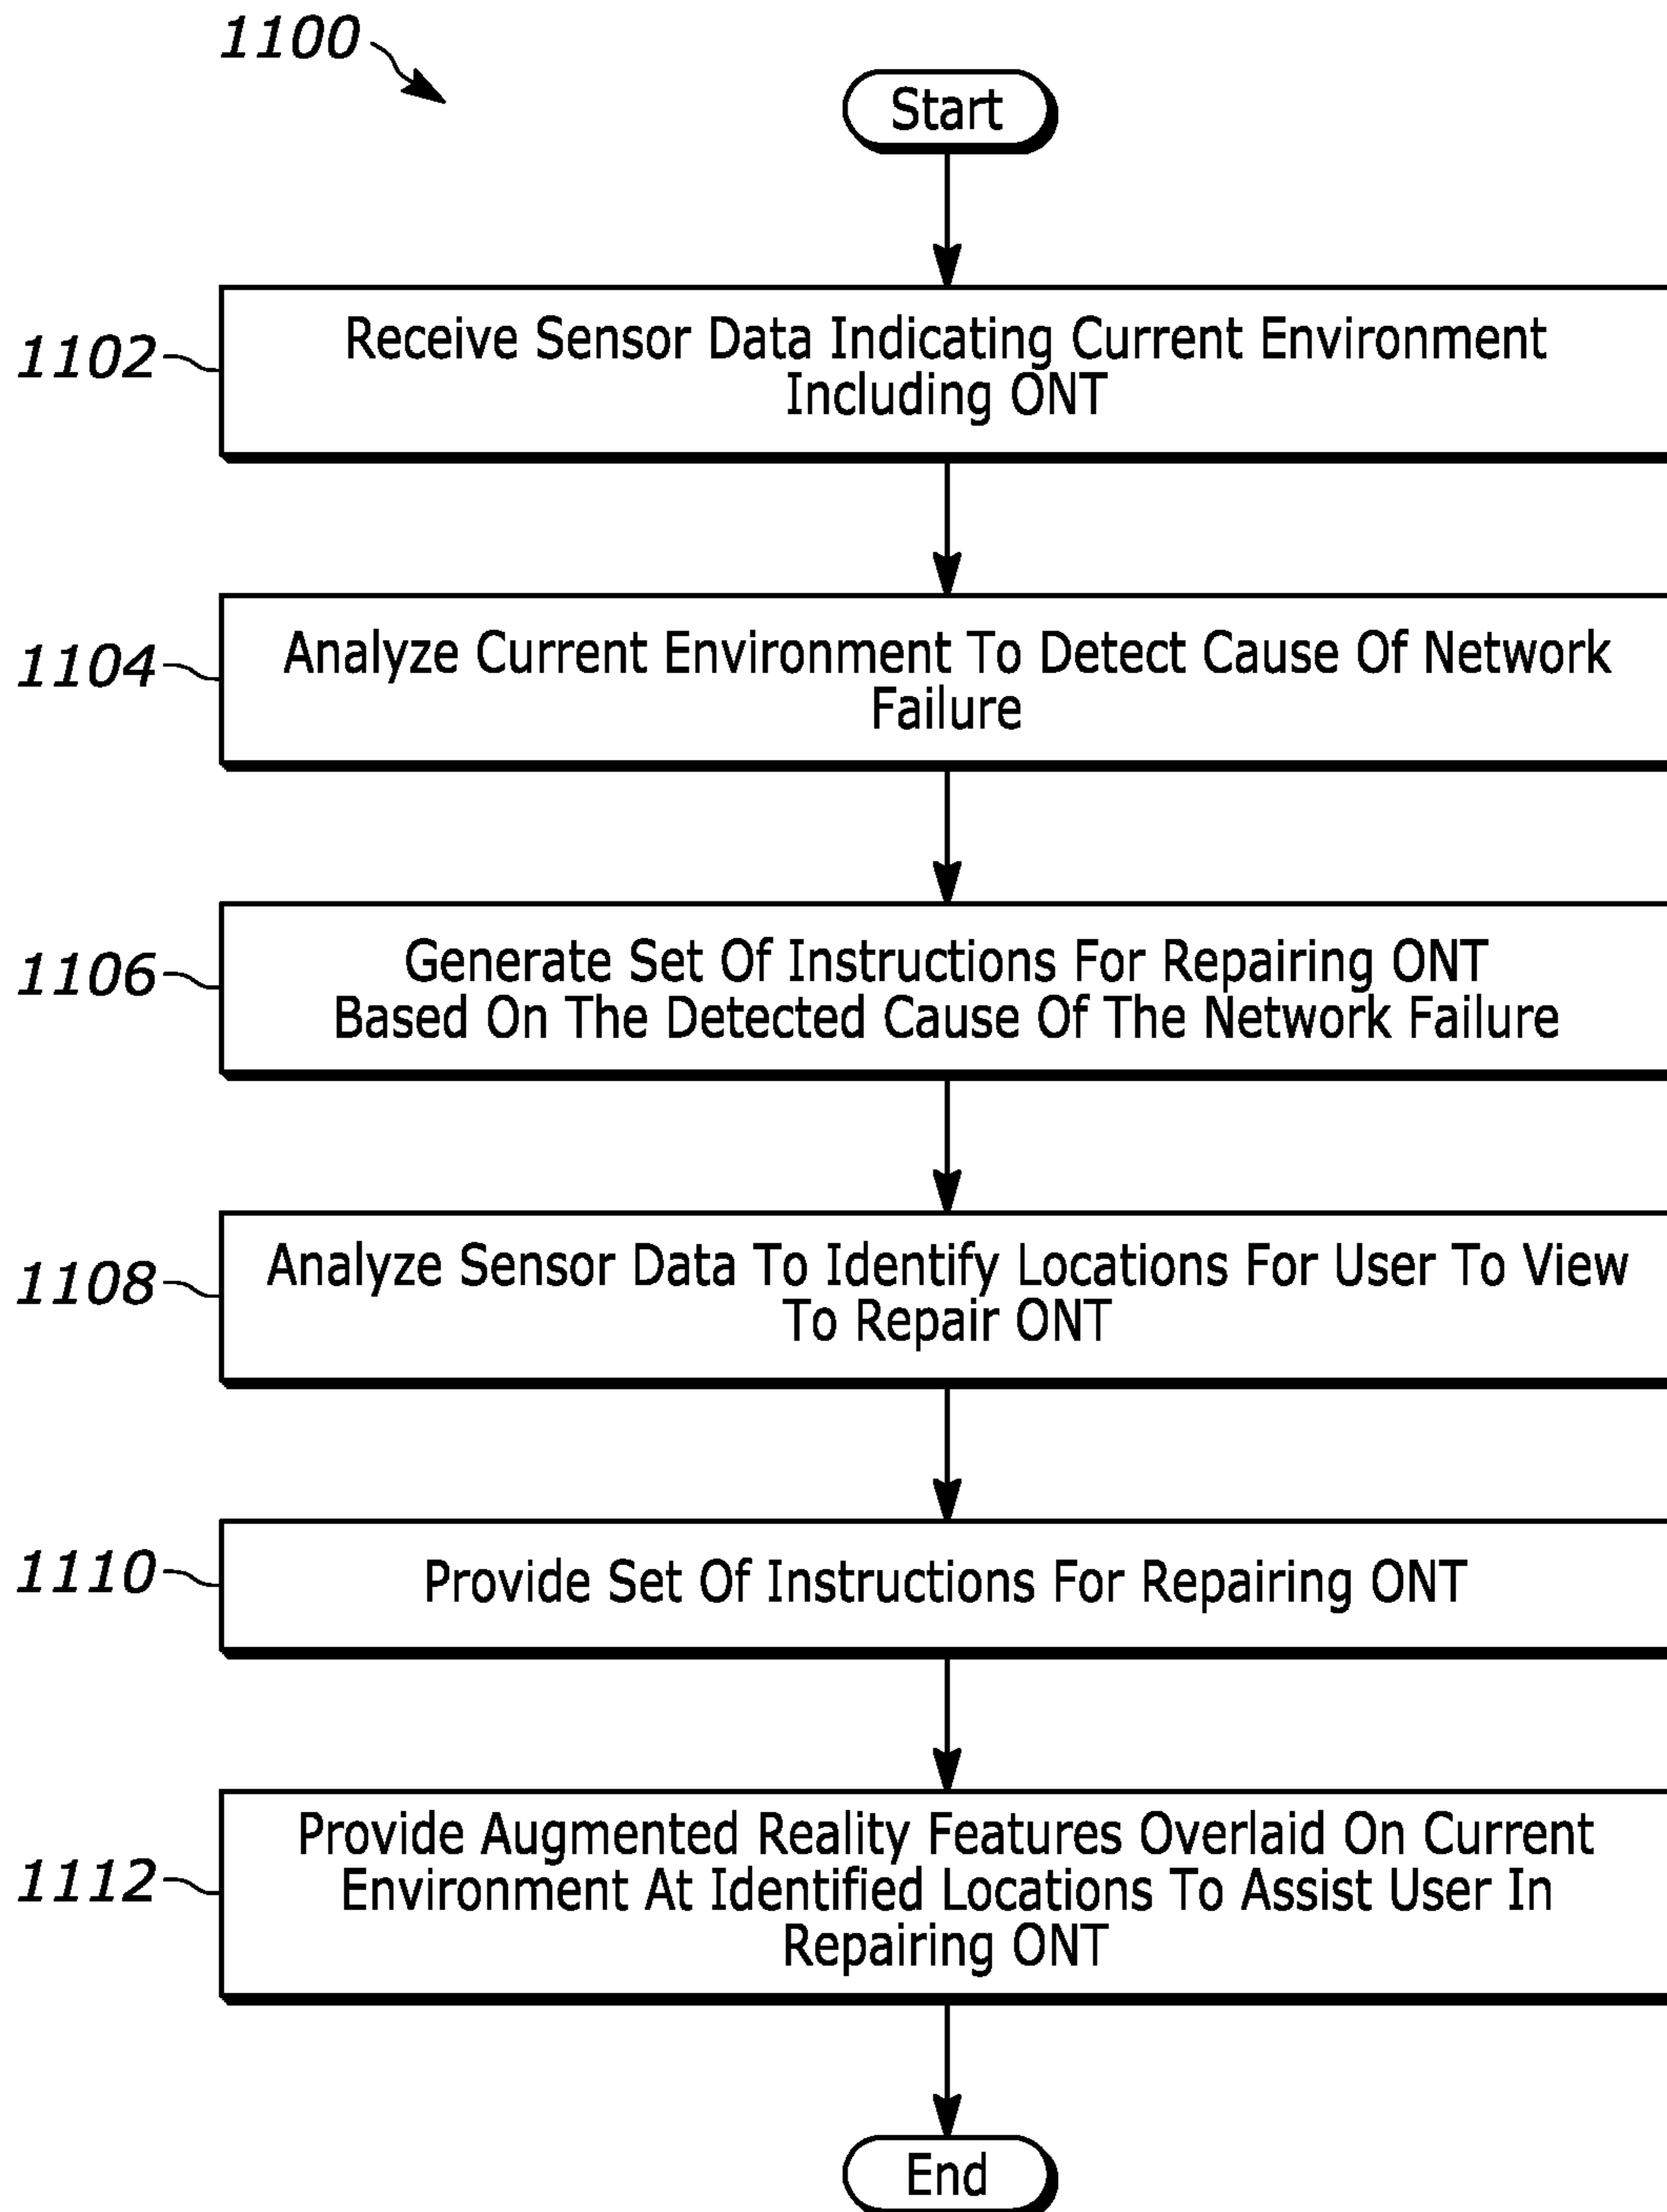 1100
Start
1102
Receive Sensor Data Indicating Current Environment
Including ONT
1104
Analyze Current Environment To Detect Cause Of Network
Failure
1106
Generate Set Of Instructions For Repairing ONT
Based On The Detected Cause Of The Network Failure
1108
Analyze Sensor Data To Identify Locations For User To View
To Repair ONT
1110
Provide Set Of Instructions For Repairing ONT
1112
Provide Augmented Reality Features Overlaid On Current
Environment At Identified Locations To Assist User In
Repairing ONT
End